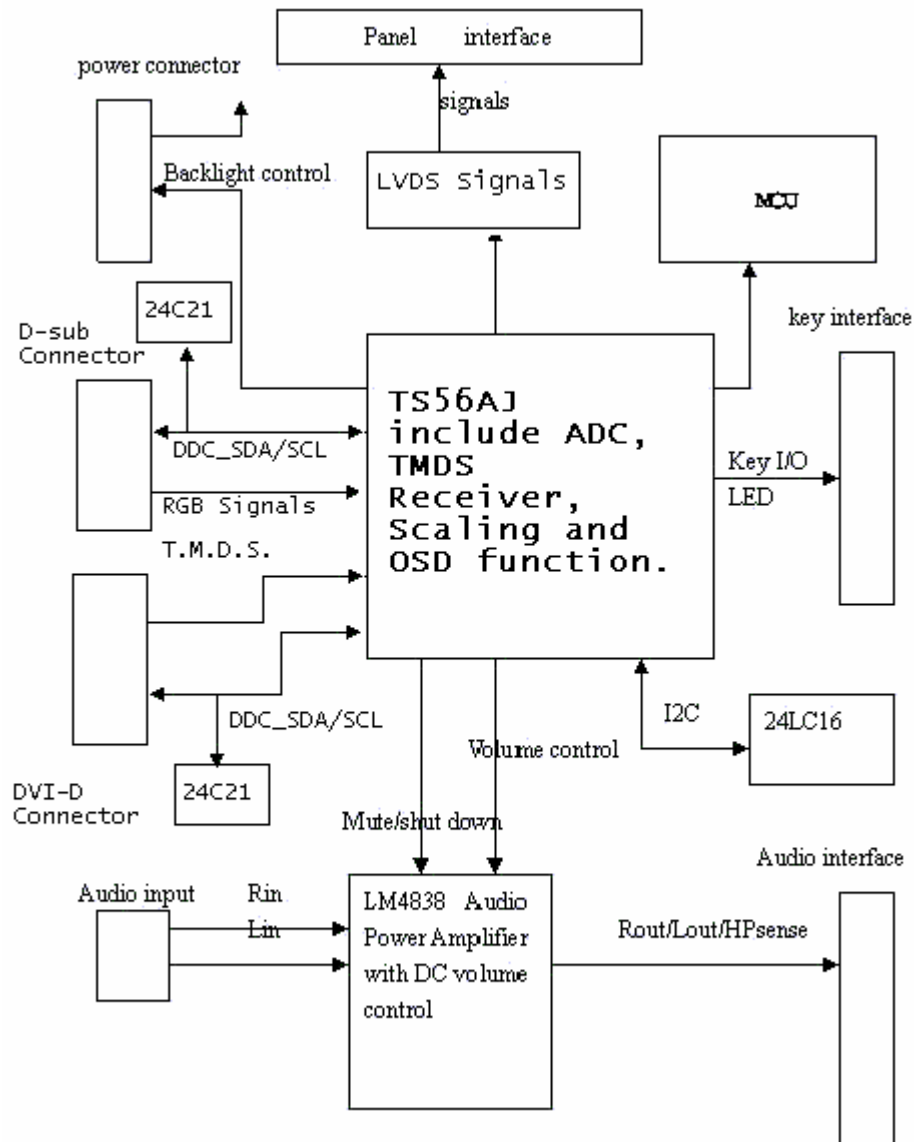 Panel interface
power connector
signals
Backlight control
LVDS Signals
MCU
24C21
key interface
D-sub
Connector
TS56AJ
include ADC,
TMDS
Receiver,
Scaling and
OSD function.
DDC_SDA/SCL
Key I/O
LED
RGB Signals
T.M.D.S.
DDC_SDA/SCL
I2C
24LC16
Volume control
DVI-D
Connector
24C21
Mute/shut down
Audio interface
Audio input
Rin
Lin
LM4838 Audio
Power Amplifier
with DC volume
control
Rout/Lout/HPsense